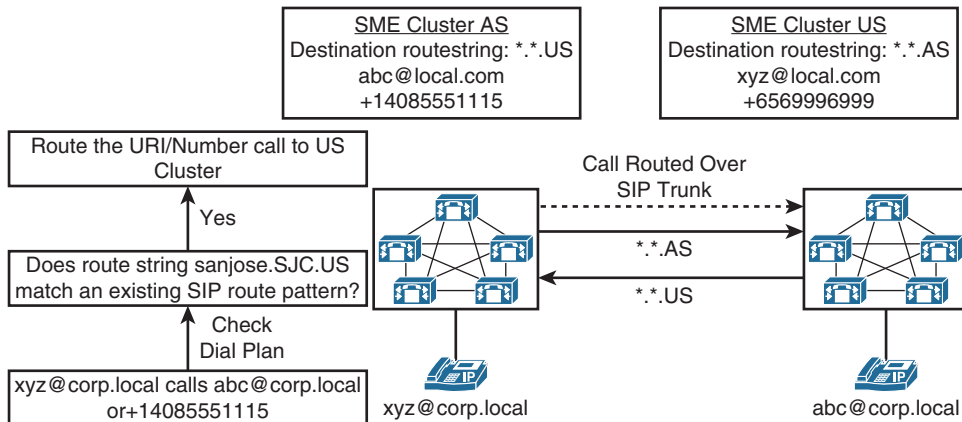 SME Cluster AS
Destination routestring: *.*.US
abc@local.com
+14085551115
SME Cluster US
Destination routestring: *.*.AS
xyz@local.com
+6569996999
Route the URI/Number call to US
Cluster
Yes
Does route string sanjose.SJC.US
match an existing SIP route pattern?
Check
Dial Plan
xyz@corp.local calls abc@corp.local
or+14085551115
Call Routed Over
SIP Trunk
*.*.AS
*.*.US
IP
xyz@corp.local
IP
abc@corp.local